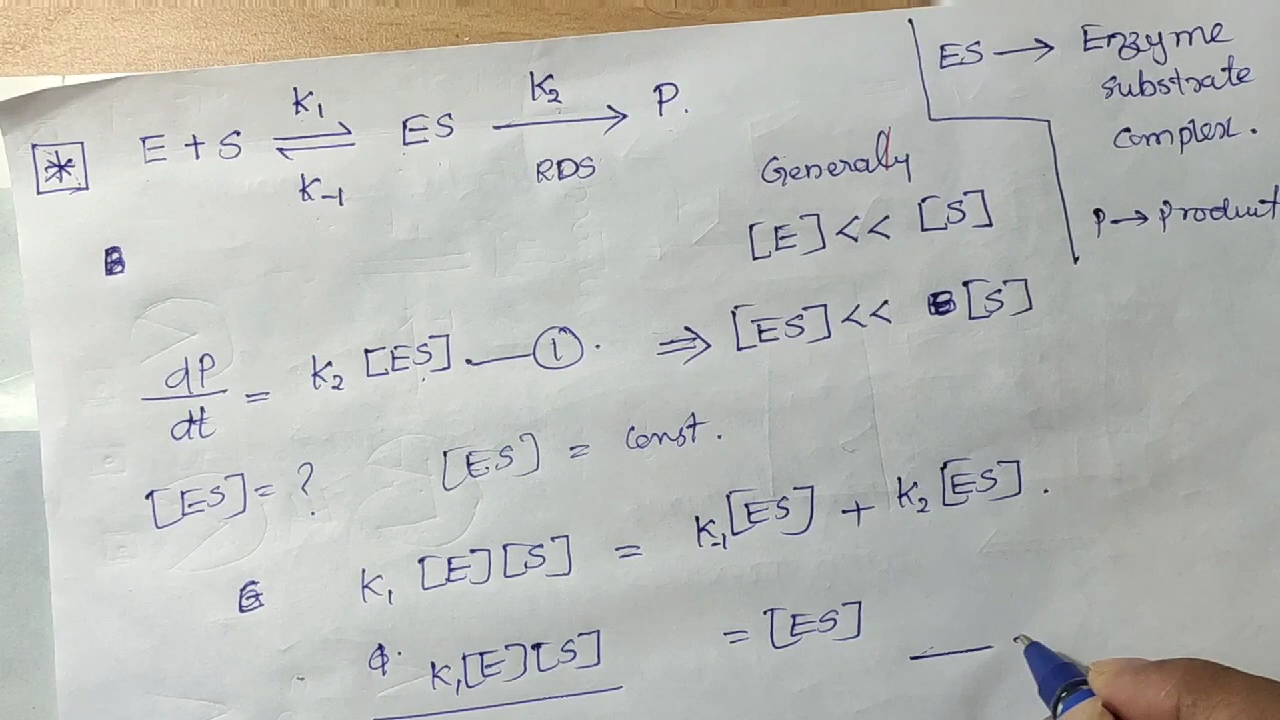 ES → Enzyme
substrate
complex.
P → Product
* E + S ⇌ ES → P.
K1
K-1
K2
RDS
Generally
[E] << [S]
dP/dt = K2 [ES]. — ① . ⇒ [ES] << [S]
[ES] = ? [ES] = const.
K1 [E][S] = K-1[ES] + K2[ES].
K1[E][S] = [ES] —